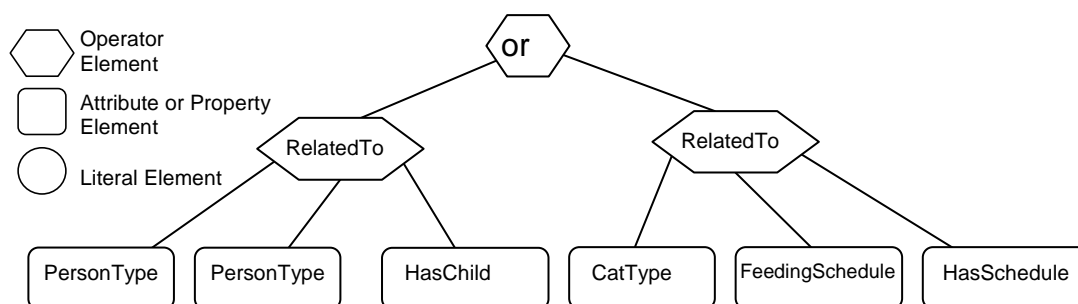 or
Operator
Element
Attribute or Property
Element
Literal Element
RelatedTo
RelatedTo
PersonType
PersonType
HasChild
CatType
FeedingSchedule
HasSchedule